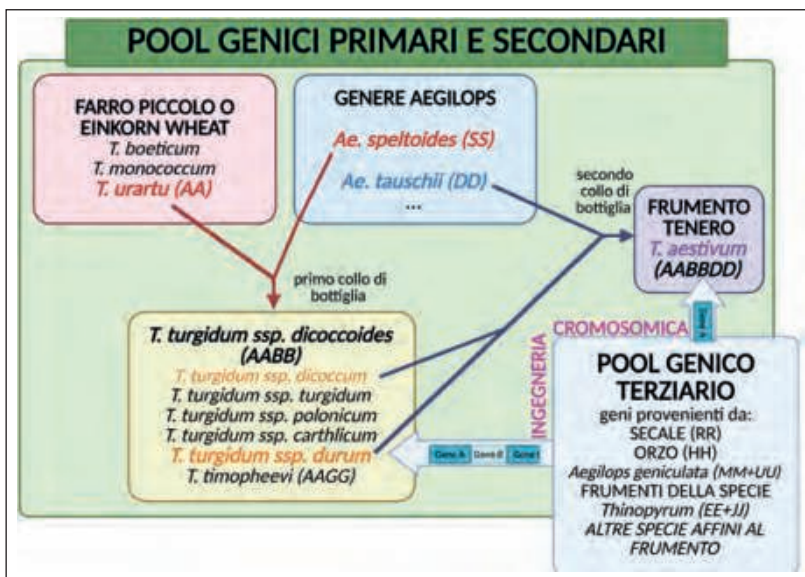 POOL GENICI PRIMARI E SECONDARI
FARRO PICCOLO O
EINKORN WHEAT
T. boeticum
T. monococcum
T. urartu (AA)
GENERE AEGILOPS
Ae. speltoides (SS)
Ae. tauschii (DD)
...
secondo
collo di
bottiglia
FRUMENTO
TENERO
T. aestivum
(AABBDD)
primo collo di
bottiglia
T. turgidum ssp. dicoccoides
(AABB)
T. turgidum ssp. dicoccum
T. turgidum ssp. turgidum
T. turgidum ssp. polonicum
T. turgidum ssp. carthlicum
T. turgidum ssp. durum
T. timopheevi (AAGG)
INGEGNERIA
CROMOSOMICA
Gene A
Gene A Gene B Gene
POOL GENICO
TERZIARIO
geni provenienti da:
SECALE (RR)
ORZO (HH)
Aegilops geniculata (MM+UU)
FRUMENTI DELLA SPECIE
Thinopyrum (EE+JJ)
ALTRE SPECIE AFFINI AL
FRUMENTO